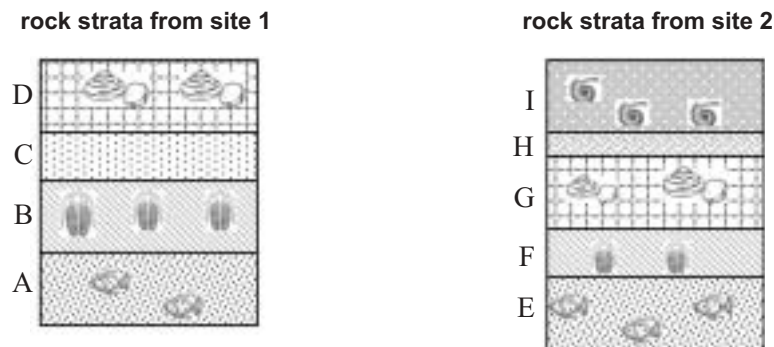 rock strata from site 1
D
C
B
A
rock strata from site 2
I
H
G
F
E